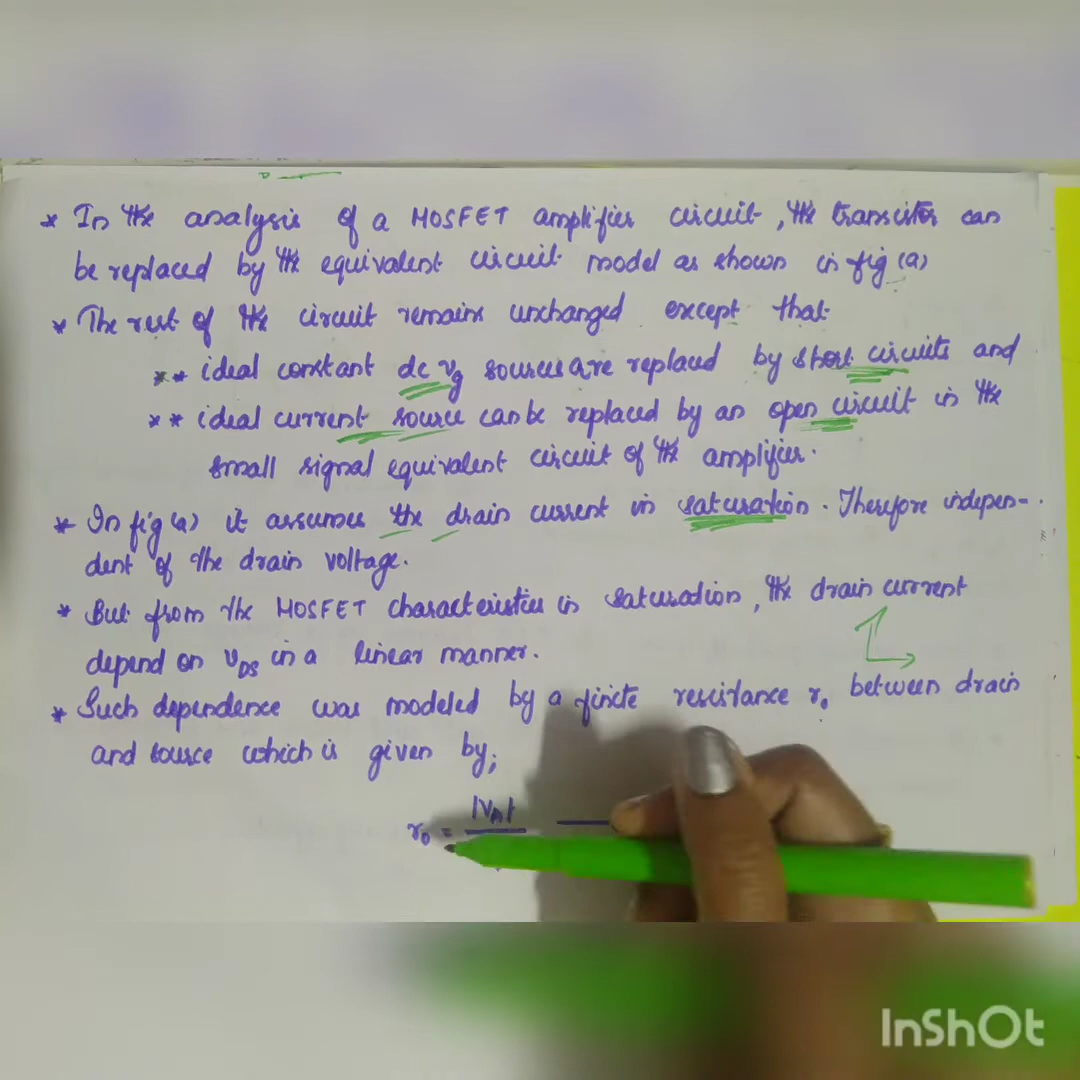 * In the analysis of a MOSFET amplifier circuit, the transistor can
be replaced by the equivalent circuit model as shown in fig (a)
* The rest of the circuit remains unchanged except that
** ideal constant dc vg sources are replaced by short circuits and
** ideal current source can be replaced by an open circuit in the
small signal equivalent circuit of the amplifier.
* In fig (a) it assumes the drain current in saturation. Therefore indepen-
dent of the drain voltage.
* But from the MOSFET characteristics in saturation, the drain current
depend on VDS in a linear manner.
* Such dependence was modeled by a finite resistance ro between drain
and source which is given by;
ro = |VA|
InShOt